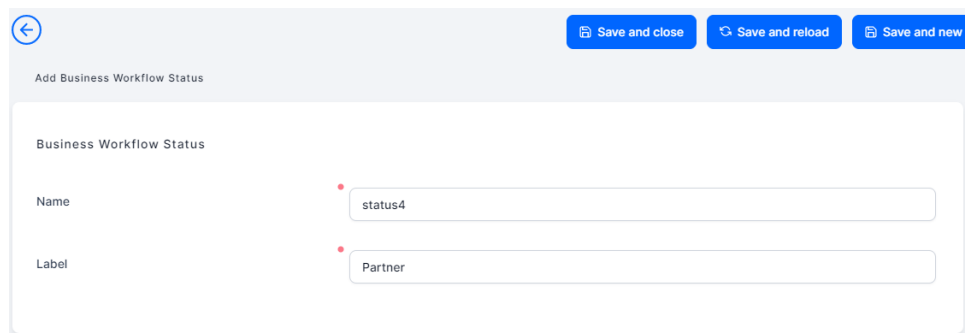 Save and close
Save and reload
Save and new
Add Business Workflow Status
Business Workflow Status
Name
status4
Label
Partner